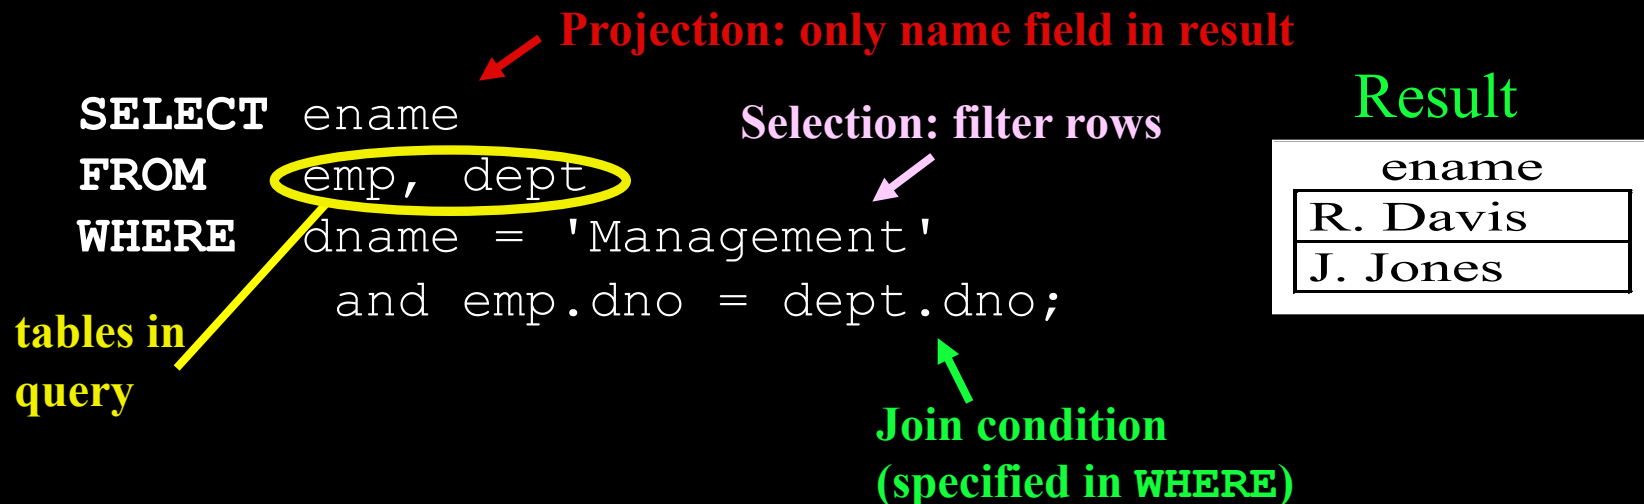 Projection: only name field in result
SELECT ename
Selection: filter rows
FROM emp, dept
WHERE dname = 'Management'
and emp.dno = dept.dno;
tables in
query
Join condition
(specified in WHERE)
Result
ename
R. Davis
J. Jones